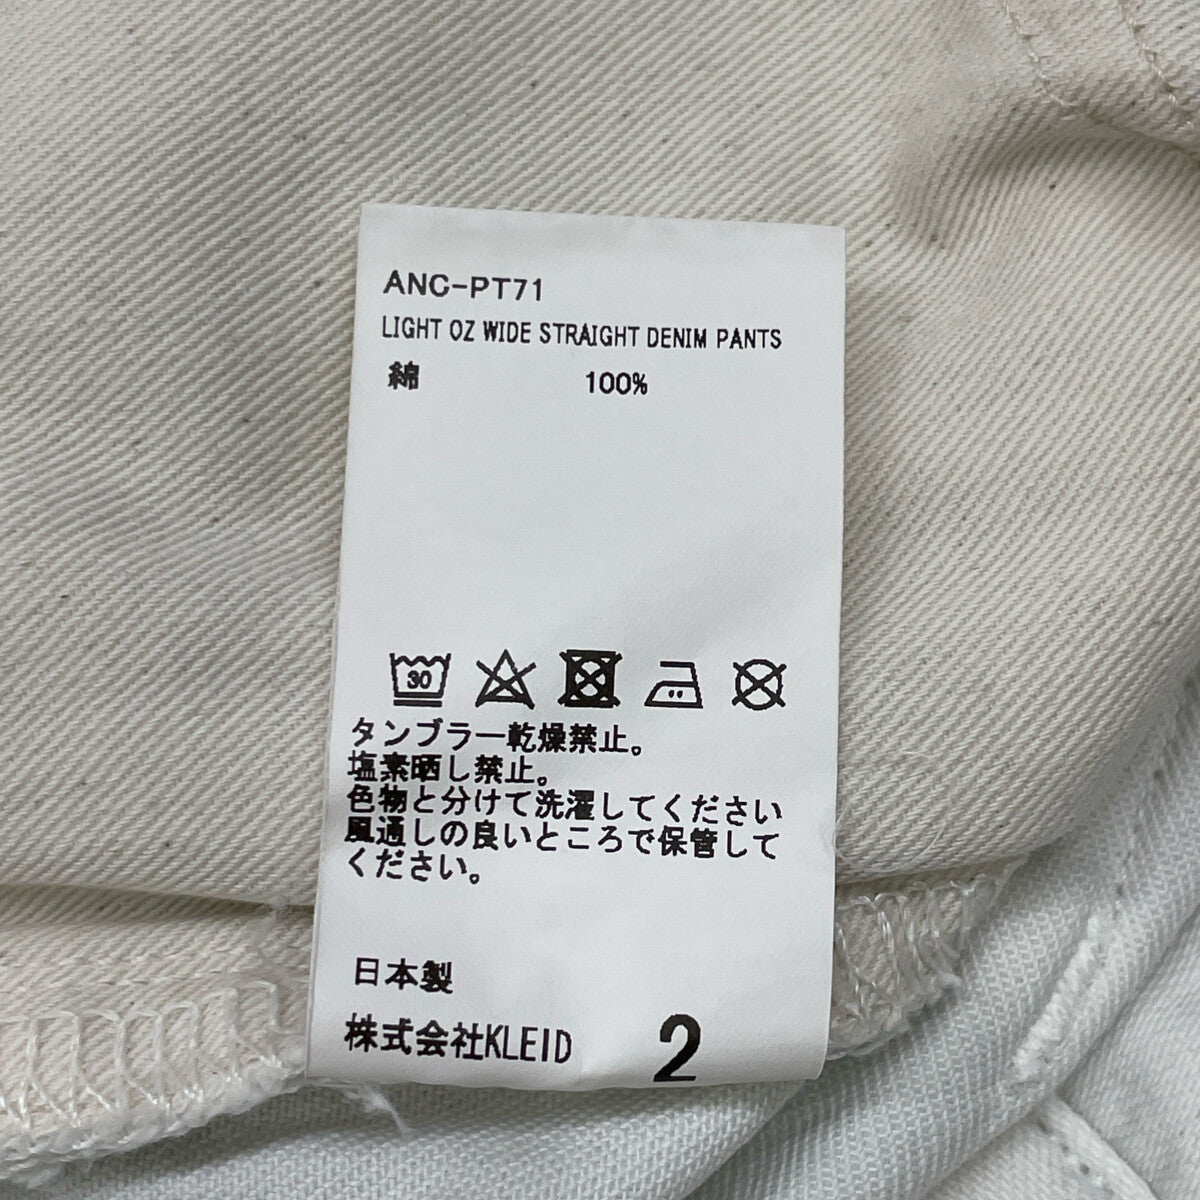 ANC-PT71
LIGHT OZ WIDE STRAIGHT DENIM PANTS
綿 100%
30
タンブラー乾燥禁止。
塩素晒し禁止。
色物と分けて洗濯してください
風通しの良いところで保管して
ください。
日本製
株式会社KLEID 2